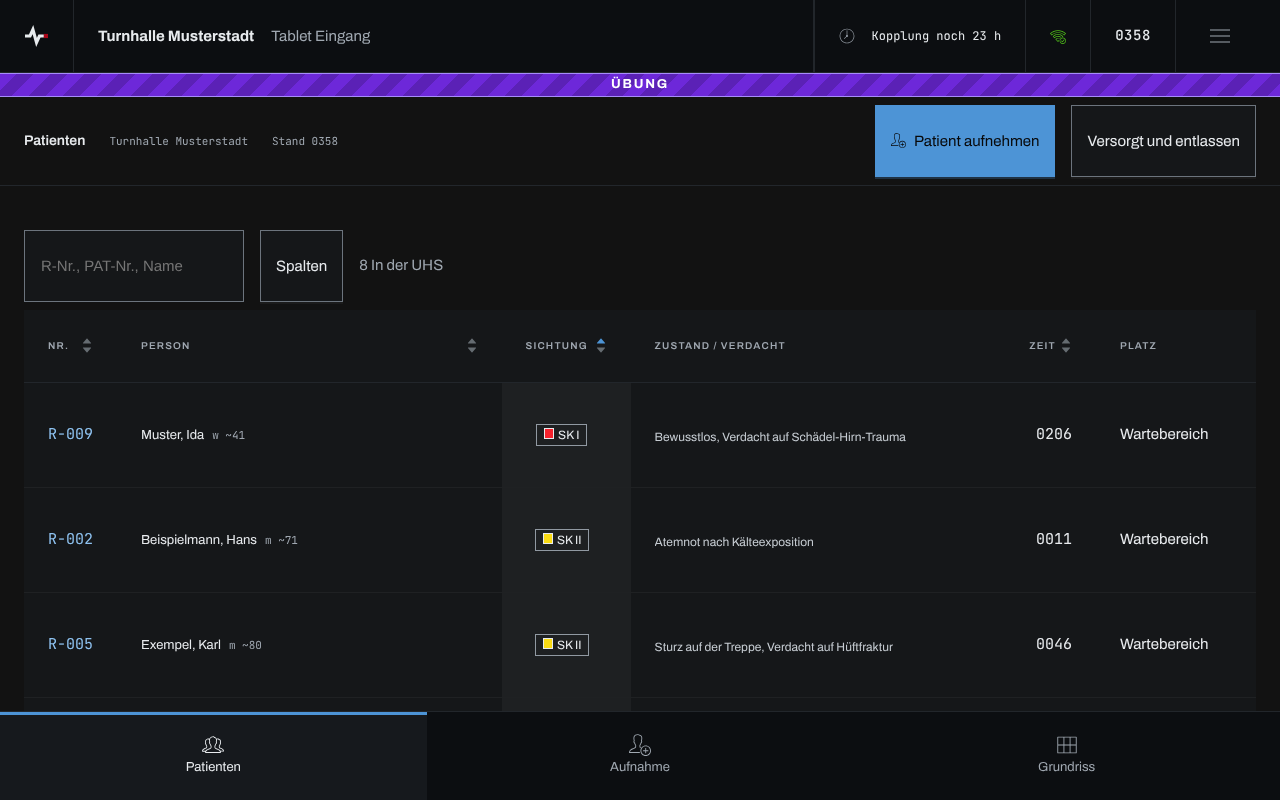 Turnhalle Musterstadt Tablet Eingang Kopplung noch 23 h 0358
ÜBUNG
Patienten Turnhalle Musterstadt Stand 0358 Patient aufnehmen Versorgt und entlassen
R-Nr., PAT-Nr., Name Spalten 8 In der UHS
NR. PERSON SICHTUNG ZUSTAND / VERDACHT ZEIT PLATZ
R-009 Muster, Ida w ~41 SK I Bewusstlos, Verdacht auf Schädel-Hirn-Trauma 0206 Wartebereich
R-002 Beispielmann, Hans m ~71 SK II Atemnot nach Kälteexposition 0011 Wartebereich
R-005 Exempel, Karl m ~80 SK II Sturz auf der Treppe, Verdacht auf Hüftfraktur 0046 Wartebereich
Patienten Aufnahme Grundriss